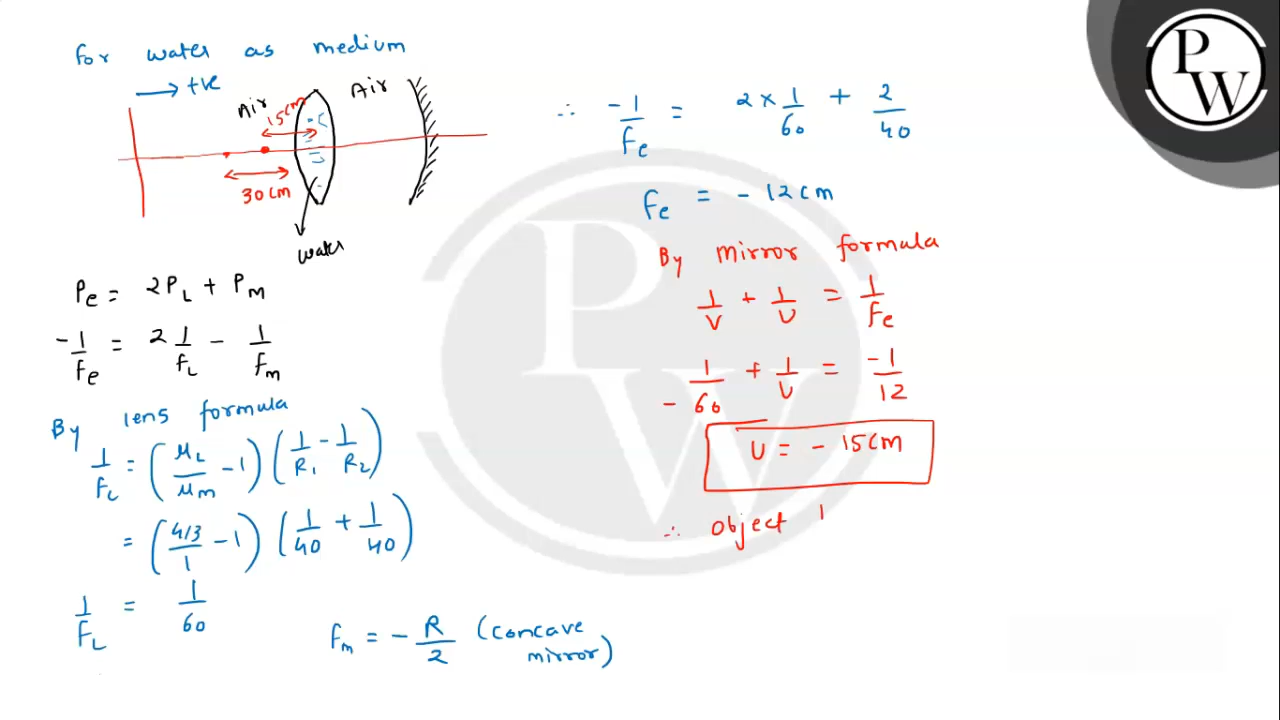 For water as medium
→ +ve
Air
Air
15cm
30cm
water
Pe = 2PL + Pm
-1/Fe = 2 1/FL - 1/Fm
By lens formula
1/FL = (μL/μm - 1) (1/R1 - 1/R2)
= (4/3/1 - 1) (1/40 + 1/40)
1/FL = 1/60
Fm = - R/2 (concave mirror)
∴ -1/Fe = 2 × 1/60 + 2/40
Fe = - 12cm
By mirror formula
1/V + 1/U = 1/Fe
- 1/60 + 1/U = -1/12
U = - 15cm
∴ object
P
W
P
W